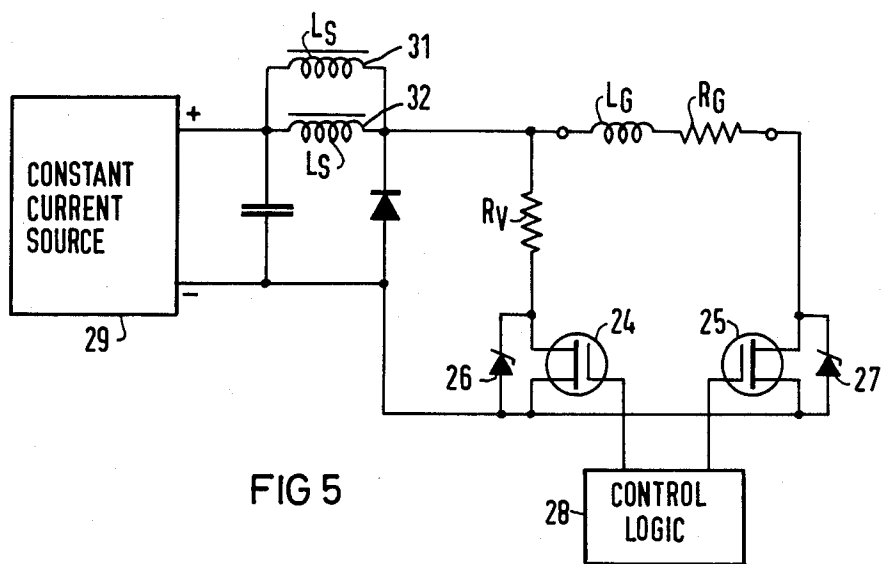 LS
31
LG
RG
+
32
LS
CONSTANT
CURRENT
SOURCE
RV
−
29
24
25
26
27
FIG 5
28
CONTROL
LOGIC